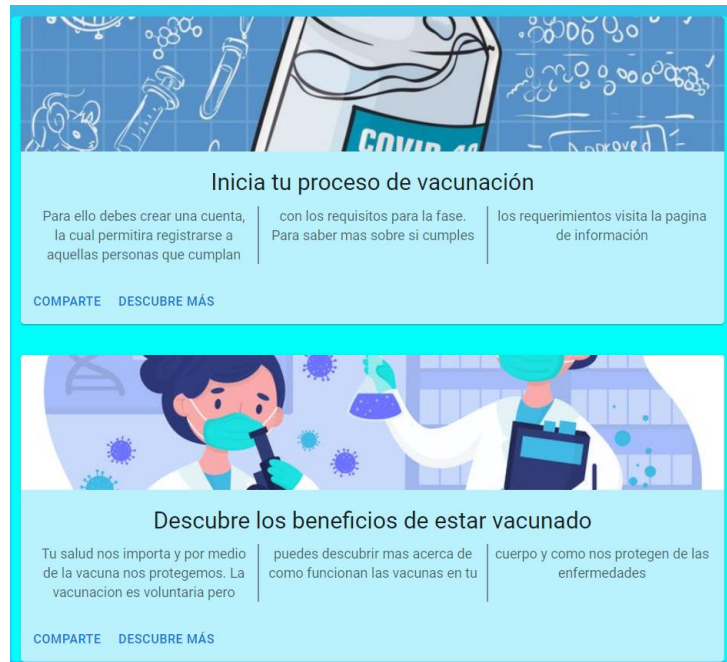 COVID-19
Approved
Inicia tu proceso de vacunación
Para ello debes crear una cuenta,
la cual permitira registrarse a
aquellas personas que cumplan
con los requisitos para la fase.
Para saber mas sobre si cumples
los requerimientos visita la pagina
de información
COMPARTE DESCUBRE MÁS
Descubre los beneficios de estar vacunado
Tu salud nos importa y por medio
de la vacuna nos protegemos. La
vacunacion es voluntaria pero
puedes descubrir mas acerca de
como funcionan las vacunas en tu
cuerpo y como nos protegen de las
enfermedades
COMPARTE DESCUBRE MÁS